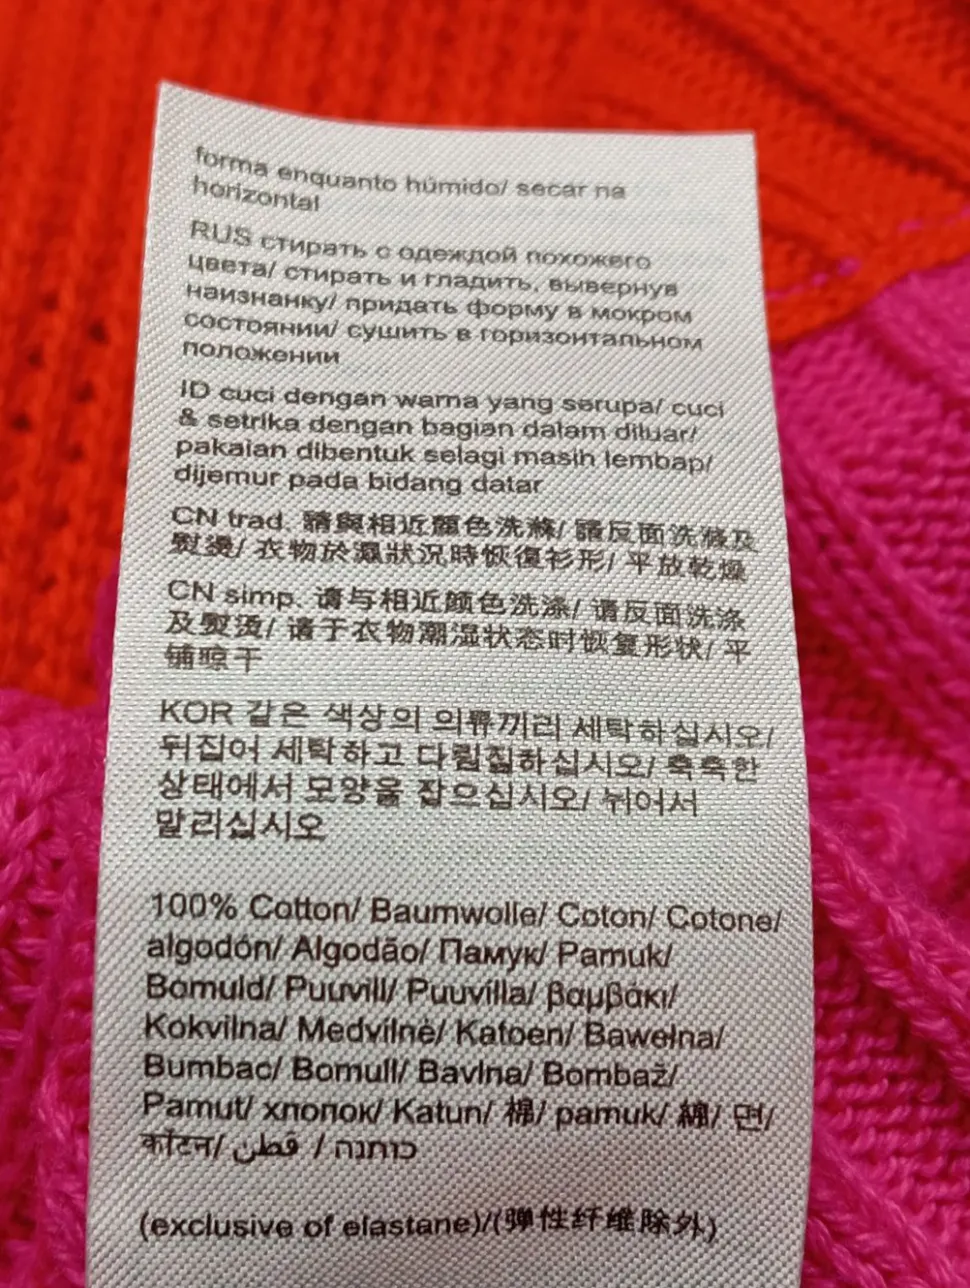 forma enquanto húmido/ secar na
horizontal
RUS стирать с одеждой похожего
цвета/ стирать и гладить, вывернув
наизнанку/ придать форму в мокром
состоянии/ сушить в горизонтальном
положении
ID cuci dengan warna yang serupa/ cuci
& setrika dengan bagian dalam diluar/
pakaian dibentuk selagi masih lembap/
dijemur pada bidang datar
CN trad. 請與相近顏色洗滌/ 請反面洗滌及
熨燙/ 衣物於濕狀況時恢復衫形/ 平放乾燥
CN simp. 请与相近颜色洗涤/ 请反面洗涤
及熨烫/ 请于衣物潮湿状态时恢复形状/ 平
铺晾干
KOR 같은 색상의 의류끼리 세탁하십시오/
뒤집어 세탁하고 다림질하십시오/ 축축한
상태에서 모양을 잡으십시오/ 뉘어서
말리십시오
100% Cotton/ Baumwolle/ Coton/ Cotone/
algodón/ Algodão/ Памук/ Pamuk/
Bomuld/ Puuvill/ Puuvilla/ βαμβάκι/
Kokvilna/ Medvilnė/ Katoen/ Bawełna/
Bumbac/ Bomull/ Bavlna/ Bombaž/
Pamut/ хлопок/ Katun/ 棉/ pamuk/ 綿/ 면/
कॉटन/ قطن / כותנה
(exclusive of elastane)/(弹性纤维除外)